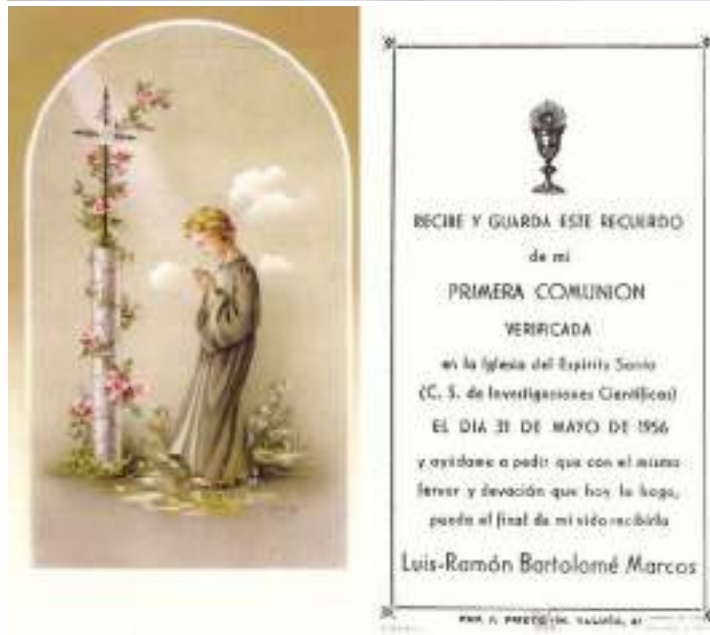 RECIBE Y GUARDA ESTE RECUERDO
de mi
PRIMERA COMUNION
VERIFICADA
en la Iglesia del Espíritu Santo
(C. S. de Investigaciones Científicas)
EL DIA 31 DE MAYO DE 1956
y ayúdame a pedir que con el mismo
fervor y devoción que hoy lo hago,
pueda al final de mi vida recibirla
Luis-Ramón Bartolomé Marcos